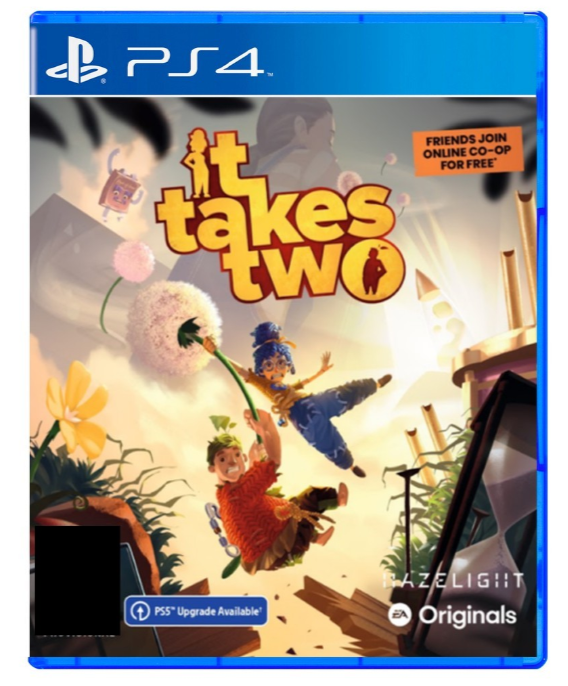 PS4
it
takes
two
FRIENDS JOIN
ONLINE CO-OP
FOR FREE*
PS5™ Upgrade Available¹
HAZELIGHT
EA Originals